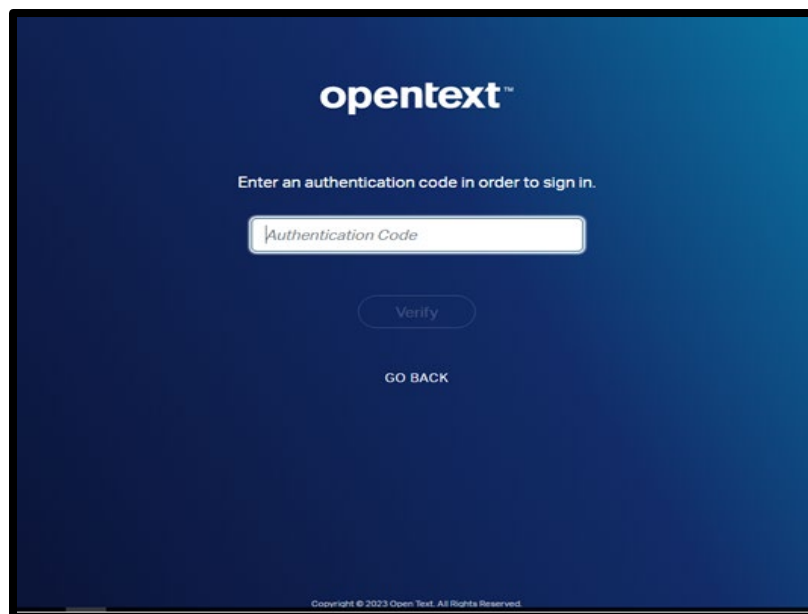 opentext™
Enter an authentication code in order to sign in.
Authentication Code
Verify
GO BACK
Copyright © 2023 Open Text. All Rights Reserved.